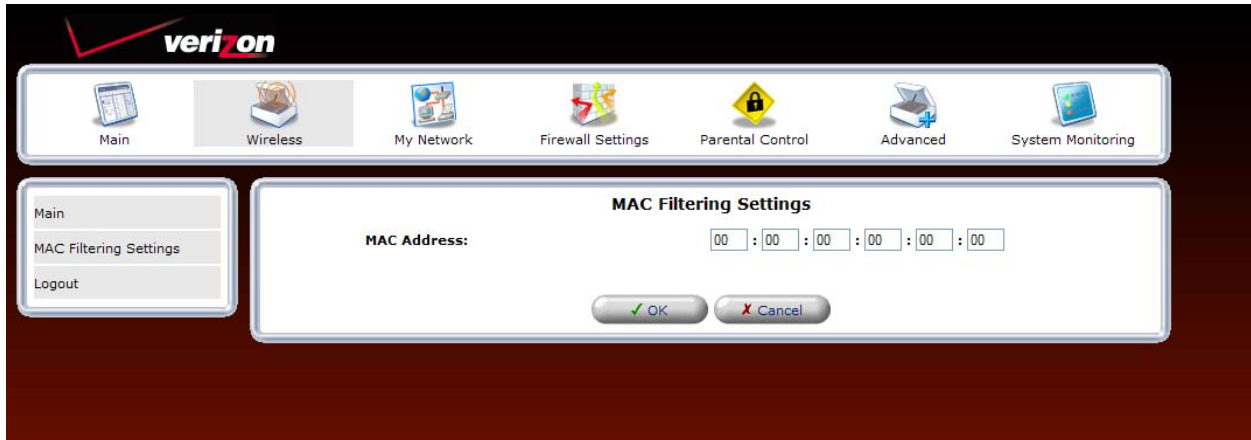 verizon
Main Wireless My Network Firewall Settings Parental Control Advanced System Monitoring
Main
MAC Filtering Settings
Logout
MAC Filtering Settings
MAC Address: 00 : 00 : 00 : 00 : 00 : 00
OK Cancel